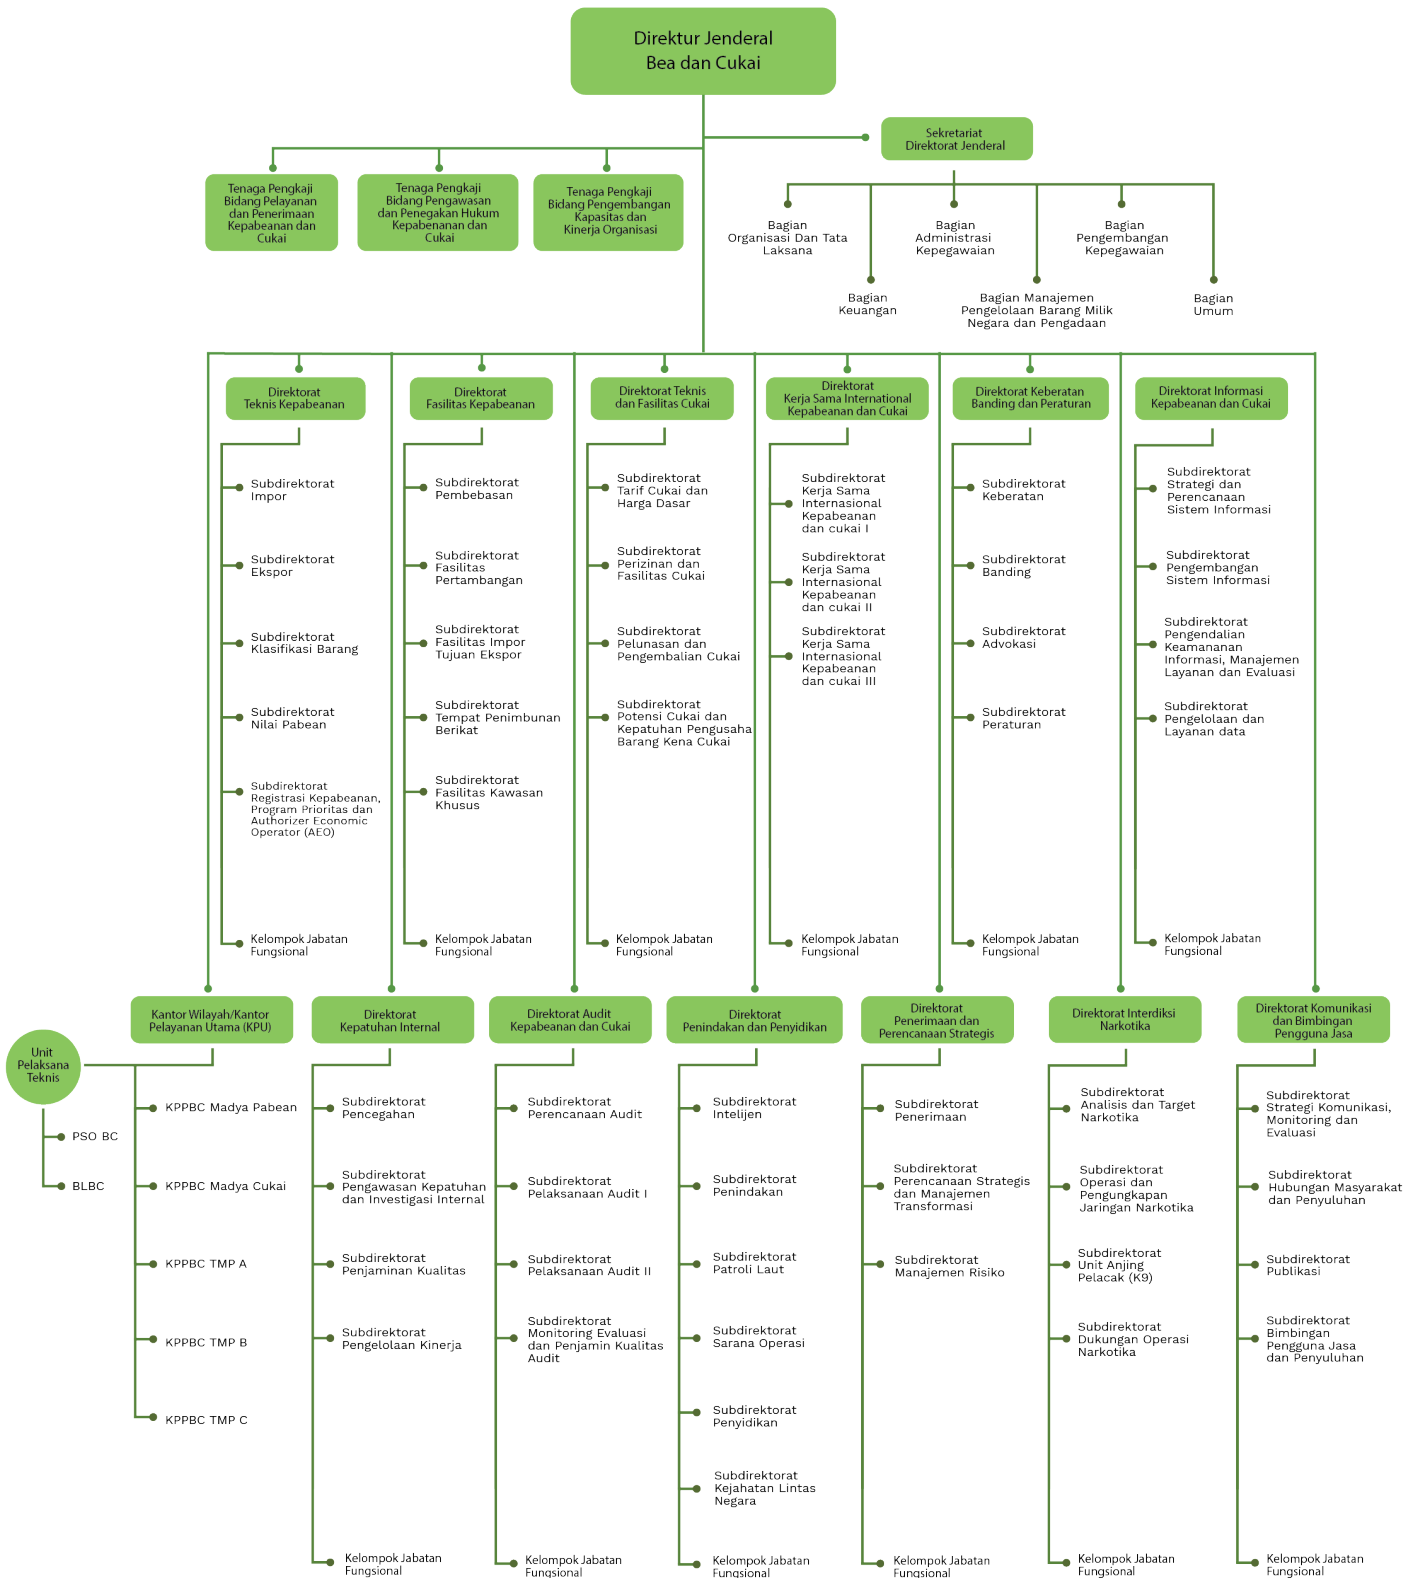 Direktur Jenderal
Bea dan Cukai
Sekretariat
Direktorat Jenderal
Tenaga Pengkaji
Bidang Pelayanan
dan Penerimaan
Kepabeanan dan
Cukai
Tenaga Pengkaji
Bidang Pengawasan
dan Penegakan Hukum
Kepabenanan dan
Cukai
Tenaga Pengkaji
Bidang Pengembangan
Kapasitas dan
Kinerja Organisasi
Bagian
Organisasi Dan Tata
Laksana
Bagian
Administrasi
Kepegawaian
Bagian
Pengembangan
Kepegawaian
Bagian
Keuangan
Bagian Manajemen
Pengelolaan Barang Milik
Negara dan Pengadaan
Bagian
Umum
Direktorat
Teknis Kepabeanan
Subdirektorat
Impor
Subdirektorat
Ekspor
Subdirektorat
Klasifikasi Barang
Subdirektorat
Nilai Pabean
Subdirektorat
Registrasi Kepabeanan,
Program Prioritas dan
Authorizer Economic
Operator (AEO)
Kelompok Jabatan
Fungsional
Direktorat
Fasilitas Kepabeanan
Subdirektorat
Pembebasan
Subdirektorat
Fasilitas
Pertambangan
Subdirektorat
Fasilitas Impor
Tujuan Ekspor
Subdirektorat
Tempat Penimbunan
Berikat
Subdirektorat
Fasilitas Kawasan
Khusus
Kelompok Jabatan
Fungsional
Direktorat Teknis
dan Fasilitas Cukai
Subdirektorat
Tarif Cukai dan
Harga Dasar
Subdirektorat
Perizinan dan
Fasilitas Cukai
Subdirektorat
Pelunasan dan
Pengembalian Cukai
Subdirektorat
Potensi Cukai dan
Kepatuhan Pengusaha
Barang Kena Cukai
Kelompok Jabatan
Fungsional
Direktorat
Kerja Sama International
Kepabeanan dan Cukai
Subdirektorat
Kerja Sama
Internasional
Kepabeanan
dan cukai I
Subdirektorat
Kerja Sama
Internasional
Kepabeanan
dan cukai II
Subdirektorat
Kerja Sama
Internasional
Kepabeanan
dan cukai III
Kelompok Jabatan
Fungsional
Direktorat Keberatan
Banding dan Peraturan
Subdirektorat
Keberatan
Subdirektorat
Banding
Subdirektorat
Advokasi
Subdirektorat
Peraturan
Kelompok Jabatan
Fungsional
Direktorat Informasi
Kepabeanan dan Cukai
Subdirektorat
Strategi dan
Perencanaan
Sistem Informasi
Subdirektorat
Pengembangan
Sistem Informasi
Subdirektorat
Pengendalian
Keamananan
Informasi, Manajemen
Layanan dan Evaluasi
Subdirektorat
Pengelolaan dan
Layanan data
Kelompok Jabatan
Fungsional
Unit
Pelaksana
Teknis
PSO BC
BLBC
Kantor Wilayah/Kantor
Pelayanan Utama (KPU)
KPPBC Madya Pabean
KPPBC Madya Cukai
KPPBC TMP A
KPPBC TMP B
KPPBC TMP C
Direktorat
Kepatuhan Internal
Subdirektorat
Pencegahan
Subdirektorat
Pengawasan Kepatuhan
dan Investigasi Internal
Subdirektorat
Penjaminan Kualitas
Subdirektorat
Pengelolaan Kinerja
Kelompok Jabatan
Fungsional
Direktorat Audit
Kepabeanan dan Cukai
Subdirektorat
Perencanaan Audit
Subdirektorat
Pelaksanaan Audit I
Subdirektorat
Pelaksanaan Audit II
Subdirektorat
Monitoring Evaluasi
dan Penjamin Kualitas
Audit
Kelompok Jabatan
Fungsional
Direktorat
Penindakan dan Penyidikan
Subdirektorat
Intelijen
Subdirektorat
Penindakan
Subdirektorat
Patroli Laut
Subdirektorat
Sarana Operasi
Subdirektorat
Penyidikan
Subdirektorat
Kejahatan Lintas
Negara
Kelompok Jabatan
Fungsional
Direktorat
Penerimaan dan
Perencanaan Strategis
Subdirektorat
Penerimaan
Subdirektorat
Perencanaan Strategis
dan Manajemen
Transformasi
Subdirektorat
Manajemen Risiko
Kelompok Jabatan
Fungsional
Direktorat Interdiksi
Narkotika
Subdirektorat
Analisis dan Target
Narkotika
Subdirektorat
Operasi dan
Pengungkapan
Jaringan Narkotika
Subdirektorat
Unit Anjing
Pelacak (K9)
Subdirektorat
Dukungan Operasi
Narkotika
Kelompok Jabatan
Fungsional
Direktorat Komunikasi
dan Bimbingan
Pengguna Jasa
Subdirektorat
Strategi Komunikasi,
Monitoring dan
Evaluasi
Subdirektorat
Hubungan Masyarakat
dan Penyuluhan
Subdirektorat
Publikasi
Subdirektorat
Bimbingan
Pengguna Jasa
dan Penyuluhan
Kelompok Jabatan
Fungsional